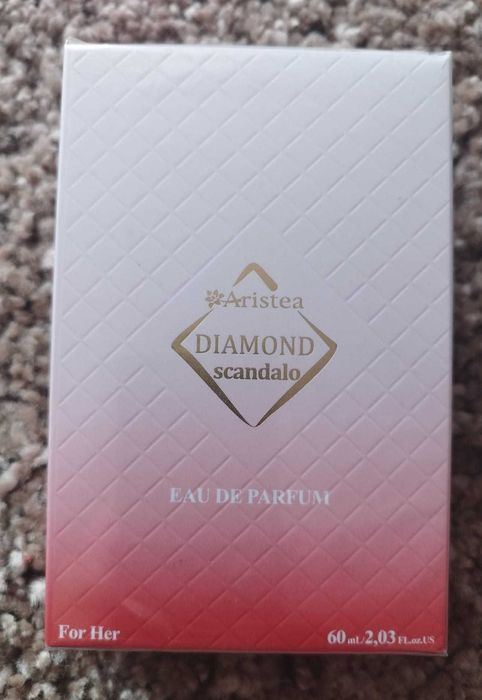 Aristea
DIAMOND
scandalo
EAU DE PARFUM
For Her
60 mL/2,03 FL.oz.US